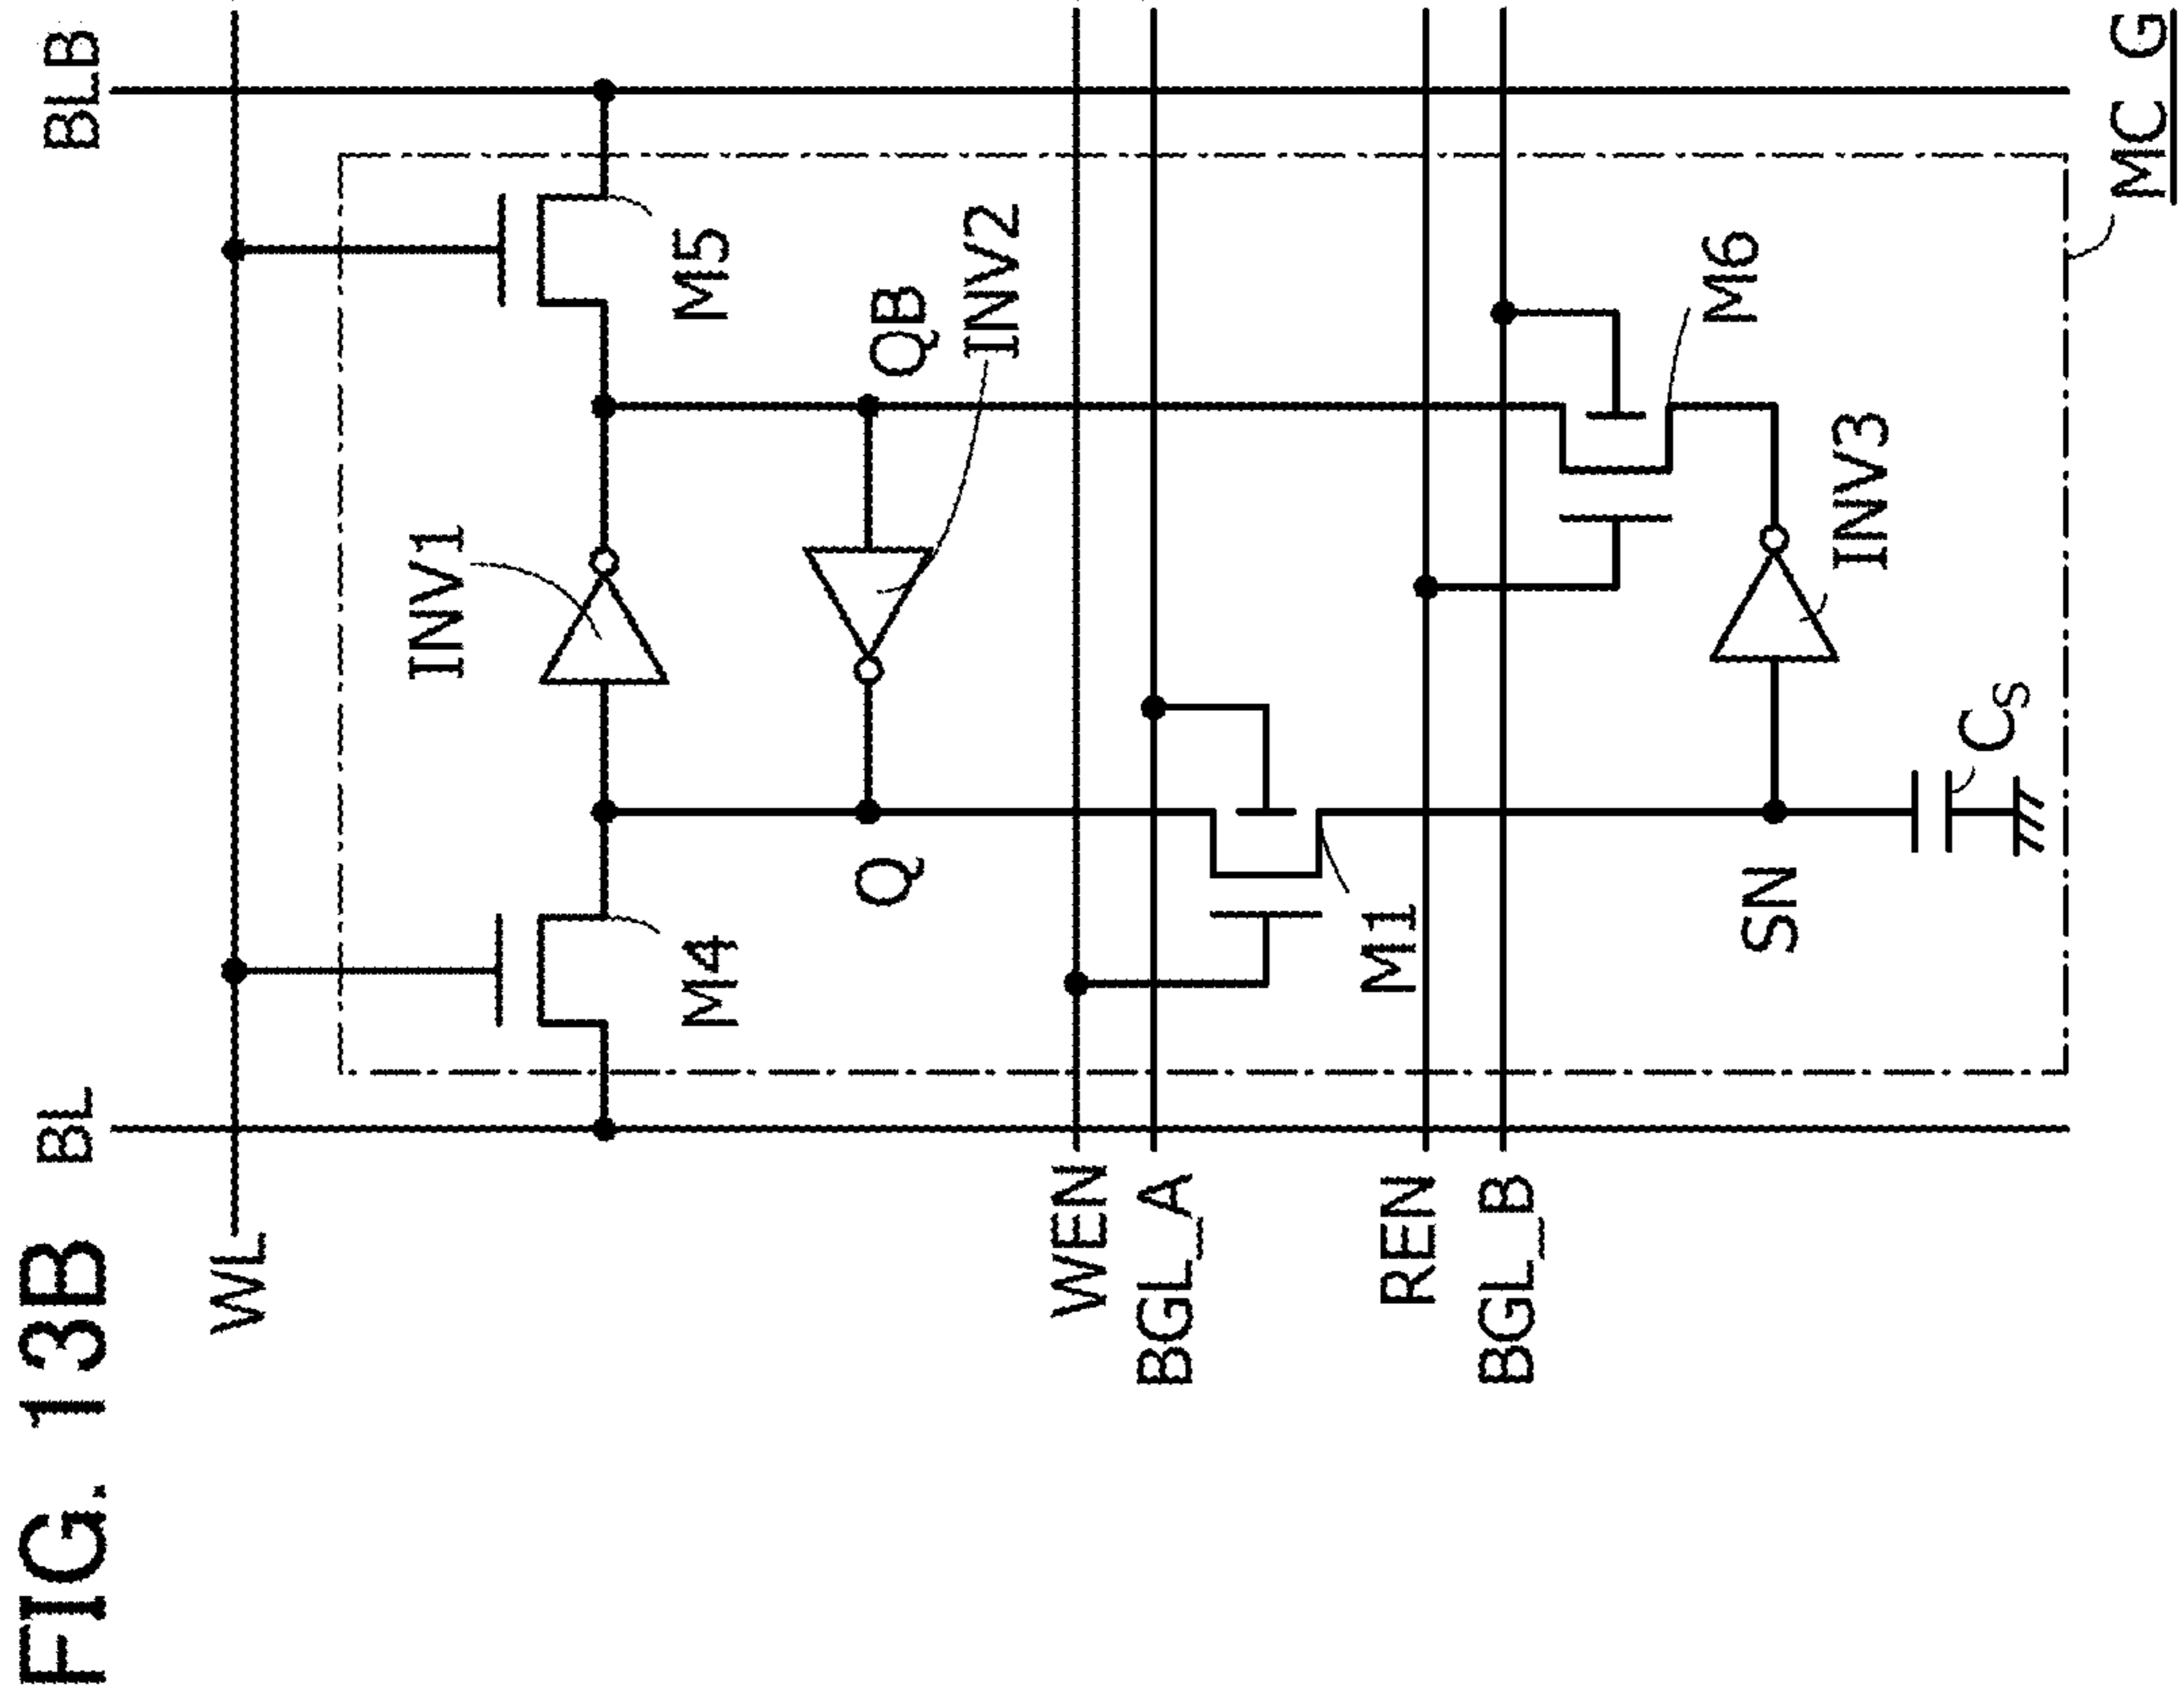 FIG. 13B
BL
BLB
WL
INV1
M4
M5
Q
QB
INV2
WEN
BGL_A
M1
REN
BGL_B
M6
SN
INV3
CS
MC_G